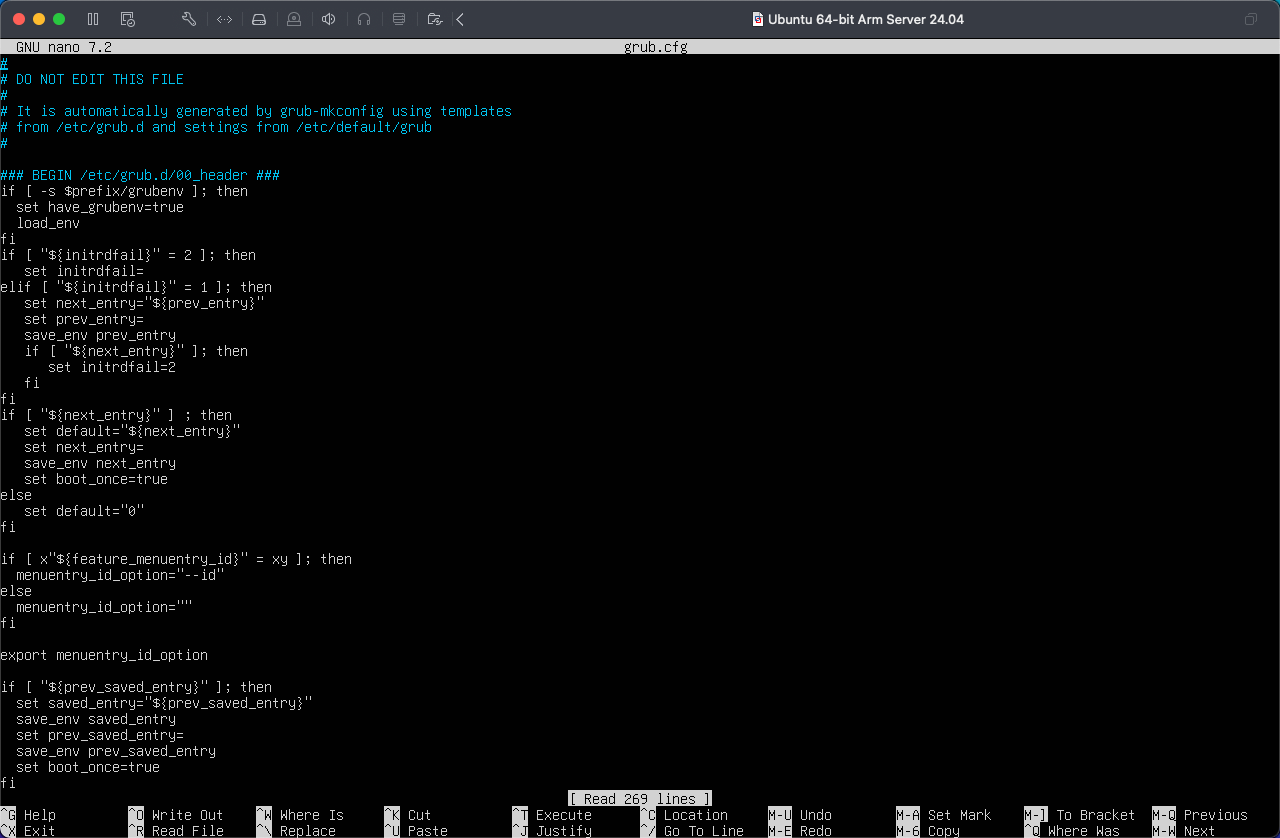 Ubuntu 64-bit Arm Server 24.04
GNU nano 7.2 grub.cfg
#
# DO NOT EDIT THIS FILE
#
# It is automatically generated by grub-mkconfig using templates
# from /etc/grub.d and settings from /etc/default/grub
#

### BEGIN /etc/grub.d/00_header ###
if [ -s $prefix/grubenv ]; then
  set have_grubenv=true
  load_env
fi
if [ "${initrdfail}" = 2 ]; then
   set initrdfail=
elif [ "${initrdfail}" = 1 ]; then
   set next_entry="${prev_entry}"
   set prev_entry=
   save_env prev_entry
   if [ "${next_entry}" ]; then
      set initrdfail=2
   fi
fi
if [ "${next_entry}" ] ; then
   set default="${next_entry}"
   set next_entry=
   save_env next_entry
   set boot_once=true
else
   set default="0"
fi

if [ x"${feature_menuentry_id}" = xy ]; then
  menuentry_id_option="--id"
else
  menuentry_id_option=""
fi

export menuentry_id_option

if [ "${prev_saved_entry}" ]; then
  set saved_entry="${prev_saved_entry}"
  save_env saved_entry
  set prev_saved_entry=
  save_env prev_saved_entry
  set boot_once=true
fi
[ Read 269 lines ]
^G Help ^O Write Out ^W Where Is ^K Cut ^T Execute ^C Location M-U Undo M-A Set Mark M-] To Bracket M-Q Previous
^X Exit ^R Read File ^\ Replace ^U Paste ^J Justify ^/ Go To Line M-E Redo M-6 Copy ^Q Where Was M-W Next